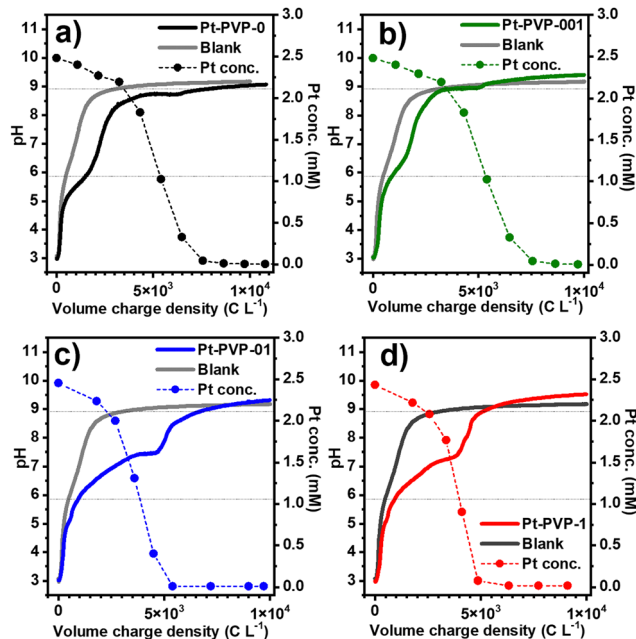 a)
Pt-PVP-0
Blank
Pt conc.
11
10
9
8
7
6
5
4
3
pH
3.0
2.5
2.0
1.5
1.0
0.5
0.0
Pt conc. (mM)
0
5×10³
1×10⁴
Volume charge density (C L⁻¹)
b)
Pt-PVP-001
Blank
Pt conc.
11
10
9
8
7
6
5
4
3
pH
3.0
2.5
2.0
1.5
1.0
0.5
0.0
Pt conc. (mM)
0
5×10³
1×10⁴
Volume charge density (C L⁻¹)
c)
Pt-PVP-01
Blank
Pt conc.
11
10
9
8
7
6
5
4
3
pH
3.0
2.5
2.0
1.5
1.0
0.5
0.0
Pt conc. (mM)
0
5×10³
1×10⁴
Volume charge density (C L⁻¹)
d)
Pt-PVP-1
Blank
Pt conc.
11
10
9
8
7
6
5
4
3
pH
3.0
2.5
2.0
1.5
1.0
0.5
0.0
Pt conc. (mM)
0
5×10³
1×10⁴
Volume charge density (C L⁻¹)